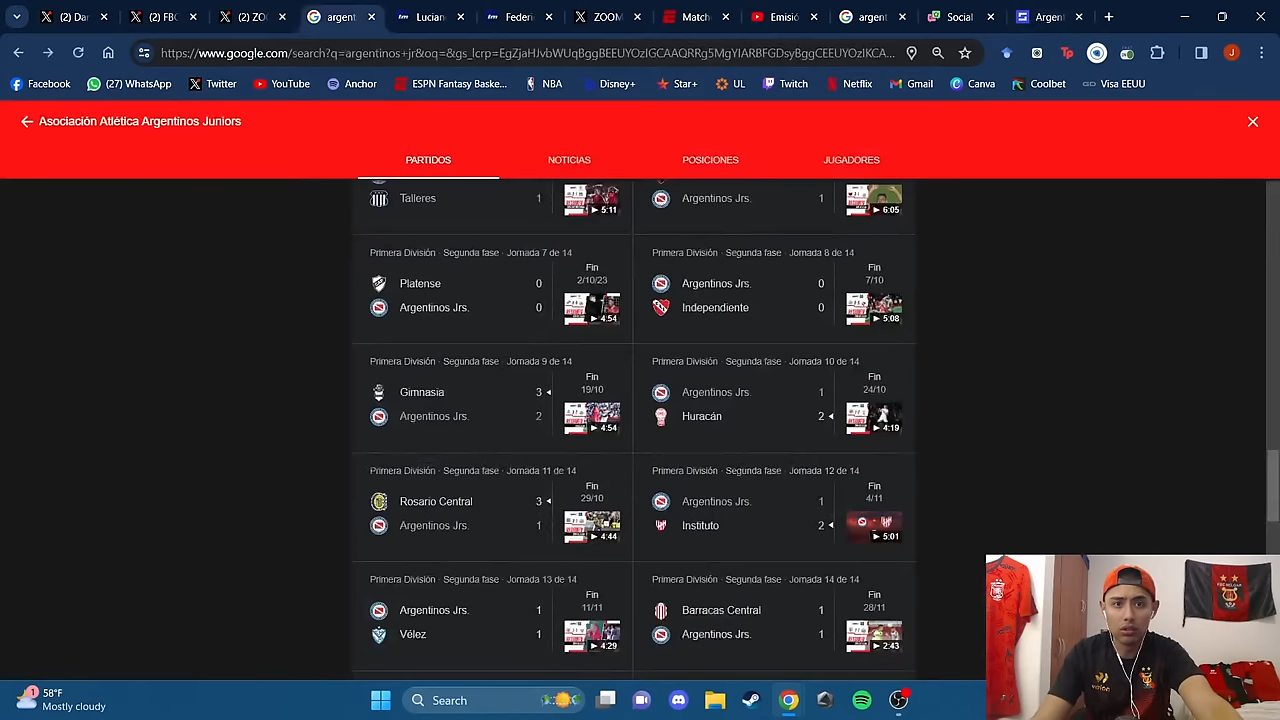 (2) Da
(2) FBC
(2) ZO
argent
Lucian
Federi
ZOOM
Match
Emisió
argent
Social
Argent
https://www.google.com/search?q=argentinos+jr&oq=&gs_lcrp=EgZjaHJvbWUqBggBEEUYOzIGCAAQRRg5MgYIARBFGDsyBggCEEUYOzIKCA...
Facebook
(27) WhatsApp
Twitter
YouTube
Anchor
ESPN Fantasy Baske...
NBA
Disney+
Star+
UL
Twitch
Netflix
Gmail
Canva
Coolbet
Visa EEUU
Asociación Atlética Argentinos Juniors
PARTIDOS
NOTICIAS
POSICIONES
JUGADORES
Talleres 1
5:11
Argentinos Jrs. 1
6:05
Primera División · Segunda fase · Jornada 7 de 14
Fin
2/10/23
Platense 0
Argentinos Jrs. 0
4:54
Primera División · Segunda fase · Jornada 8 de 14
Fin
7/10
Argentinos Jrs. 0
Independiente 0
5:08
Primera División · Segunda fase · Jornada 9 de 14
Fin
19/10
Gimnasia 3
Argentinos Jrs. 2
4:54
Primera División · Segunda fase · Jornada 10 de 14
Fin
24/10
Argentinos Jrs. 1
Huracán 2
4:19
Primera División · Segunda fase · Jornada 11 de 14
Fin
29/10
Rosario Central 3
Argentinos Jrs. 1
4:44
Primera División · Segunda fase · Jornada 12 de 14
Fin
4/11
Argentinos Jrs. 1
Instituto 2
5:01
Primera División · Segunda fase · Jornada 13 de 14
Fin
11/11
Argentinos Jrs. 1
Vélez 1
4:29
Primera División · Segunda fase · Jornada 14 de 14
Fin
28/11
Barracas Central 1
Argentinos Jrs. 1
2:43
FBC MELGAR
1
58°F
Mostly cloudy
Search